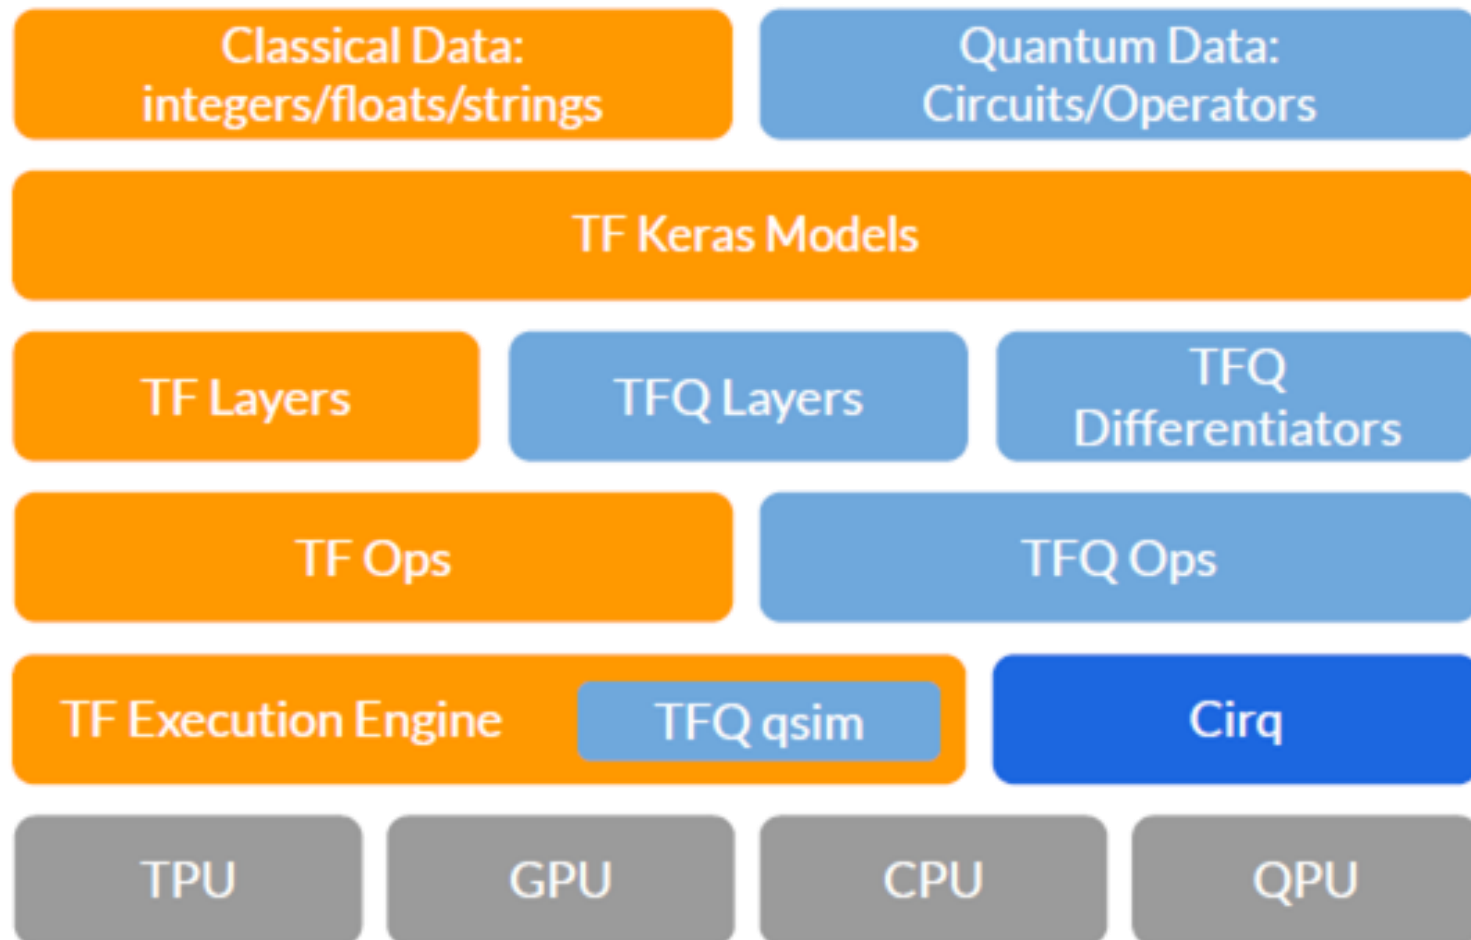 Classical Data:
integers/floats/strings
Quantum Data:
Circuits/Operators
TF Keras Models
TF Layers
TFQ Layers
TFQ
Differentiators
TF Ops
TFQ Ops
TF Execution Engine
TFQ qsim
Cirq
TPU
GPU
CPU
QPU